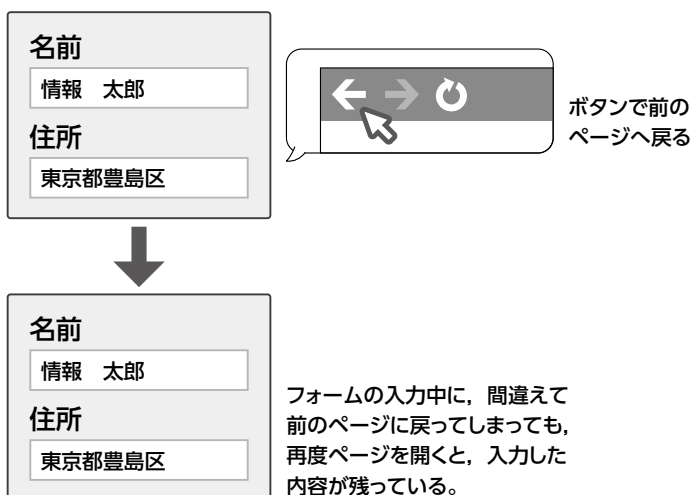 名前
情報　太郎
住所
東京都豊島区
ボタンで前の
ページへ戻る
名前
情報　太郎
住所
東京都豊島区
フォームの入力中に，間違えて
前のページに戻ってしまっても，
再度ページを開くと，入力した
内容が残っている。